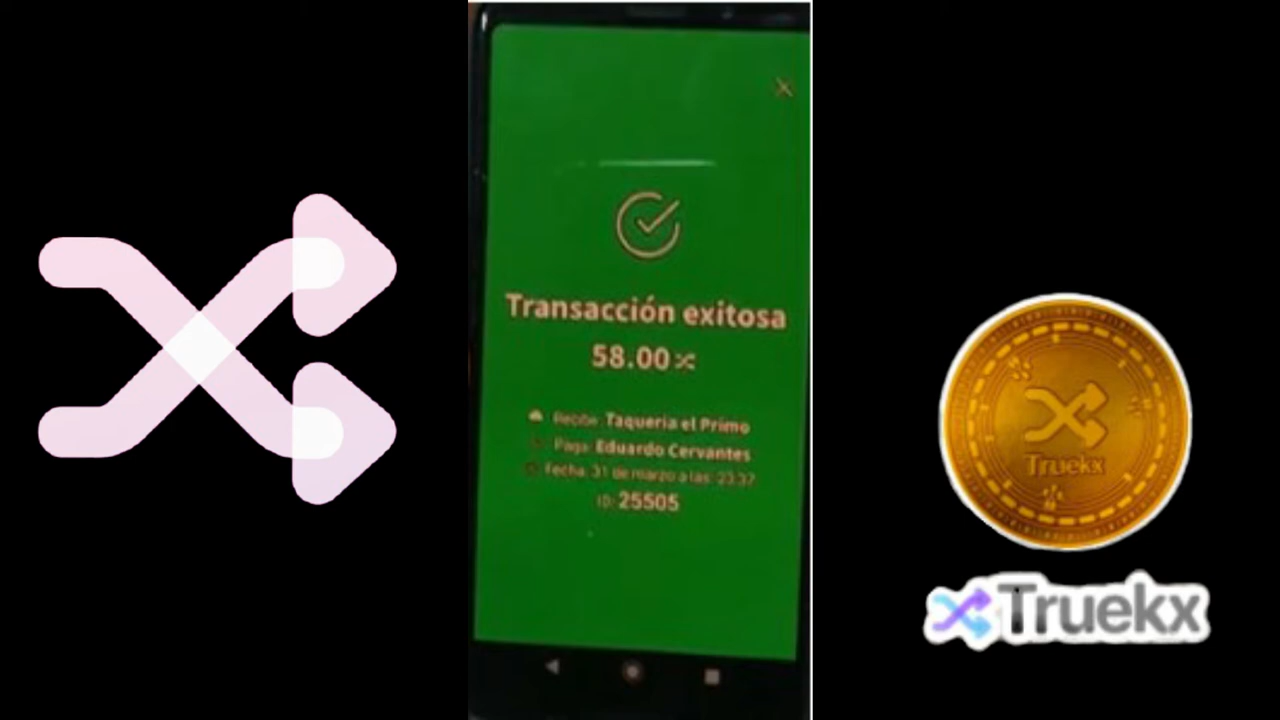 Transacción exitosa
58.00
Recibe: Taqueria el Primo
Paga: Eduardo Cervantes
Fecha: 31 de marzo a las: 23:37
ID: 25505
Truekx
Truekx